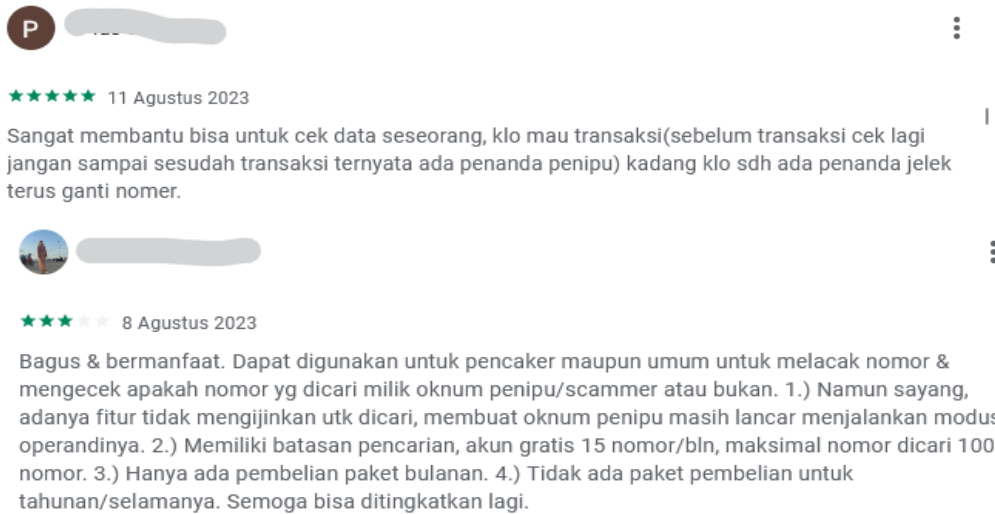 P
11 Agustus 2023
Sangat membantu bisa untuk cek data seseorang, klo mau transaksi(sebelum transaksi cek lagi
jangan sampai sesudah transaksi ternyata ada penanda penipu) kadang klo sdh ada penanda jelek
terus ganti nomer.
8 Agustus 2023
Bagus & bermanfaat. Dapat digunakan untuk pencaker maupun umum untuk melacak nomor &
mengecek apakah nomor yg dicari milik oknum penipu/scammer atau bukan. 1.) Namun sayang,
adanya fitur tidak mengijinkan utk dicari, membuat oknum penipu masih lancar menjalankan modus
operandinya. 2.) Memiliki batasan pencarian, akun gratis 15 nomor/bln, maksimal nomor dicari 100
nomor. 3.) Hanya ada pembelian paket bulanan. 4.) Tidak ada paket pembelian untuk
tahunan/selamanya. Semoga bisa ditingkatkan lagi.